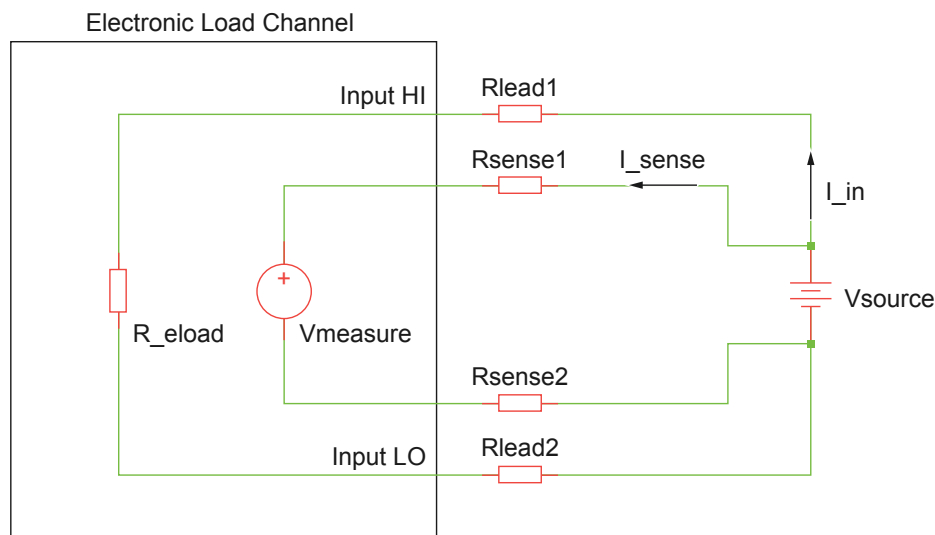 Electronic Load Channel
Input HI
Rlead1
Rsense1
I_sense
I_in
R_eload
Vmeasure
Vsource
Rsense2
Input LO
Rlead2